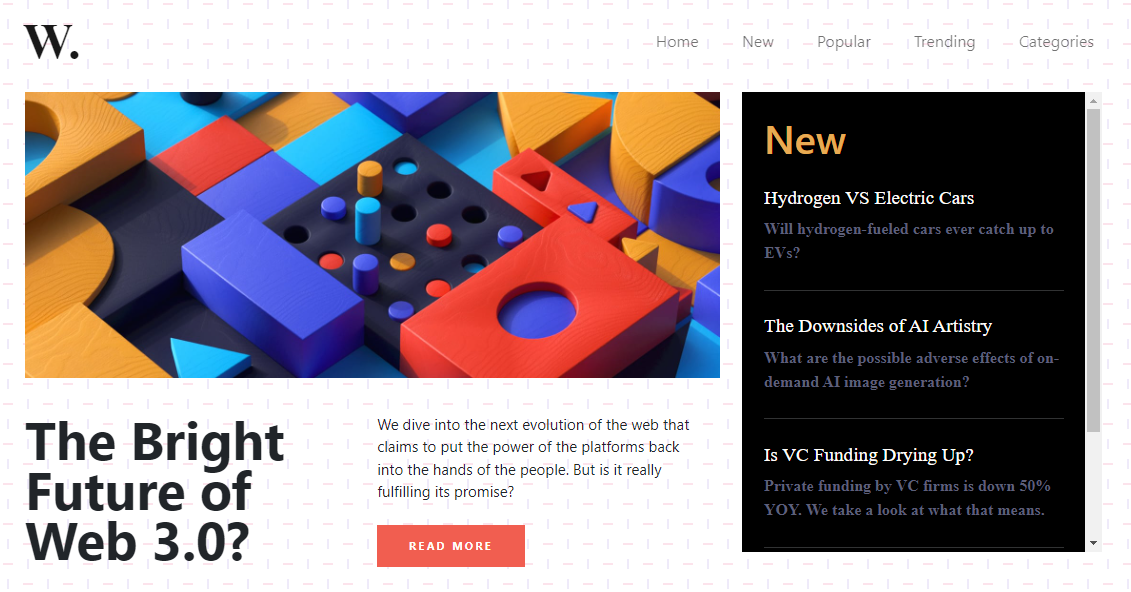 W.
Home New Popular Trending Categories
New
Hydrogen VS Electric Cars
Will hydrogen-fueled cars ever catch up to
EVs?
The Downsides of AI Artistry
What are the possible adverse effects of on-
demand AI image generation?
Is VC Funding Drying Up?
Private funding by VC firms is down 50%
YOY. We take a look at what that means.
The Bright
Future of
Web 3.0?
We dive into the next evolution of the web that
claims to put the power of the platforms back
into the hands of the people. But is it really
fulfilling its promise?
READ MORE